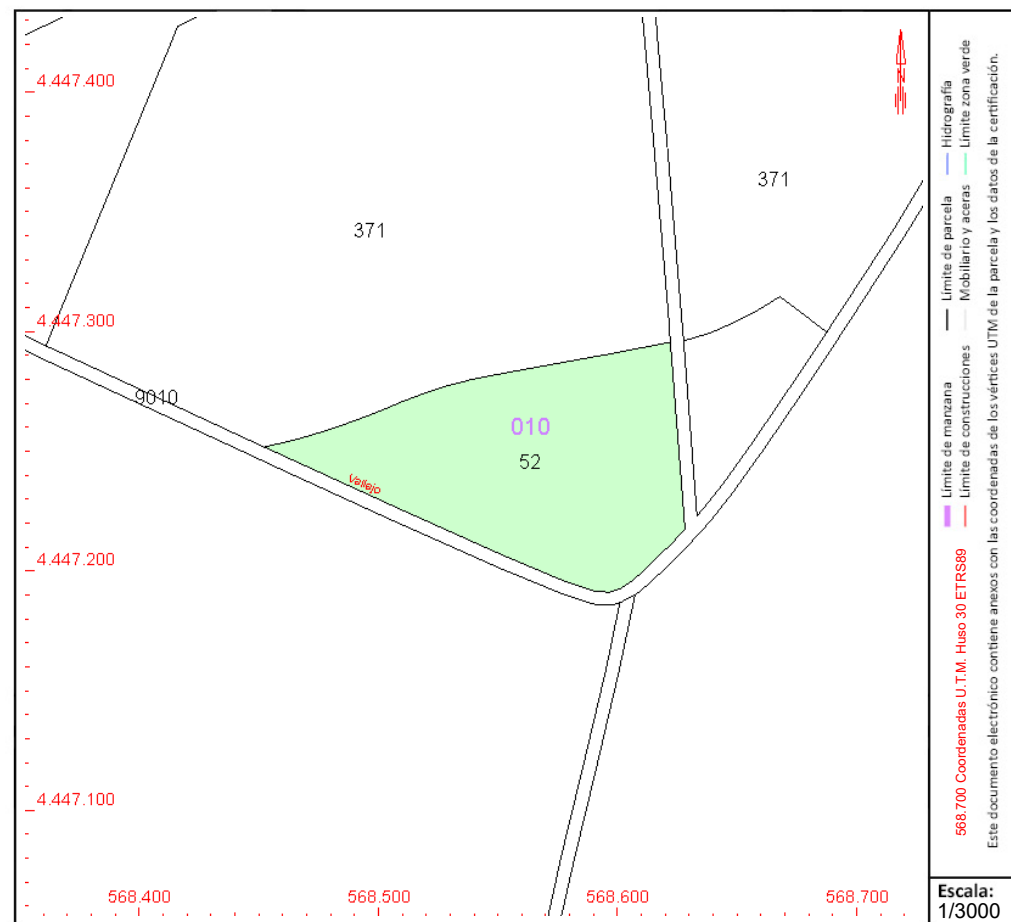 4.447.400
371
371
4.447.300
9010
010
52
Vallejo
4.447.200
4.447.100
568.400
568.500
568.600
568.700
N
Límite de manzana
Límite de parcela
Hidrografía
568.700 Coordenadas U.T.M. Huso 30 ETRS89
Límite de construcciones
Mobiliario y aceras
Límite zona verde
Este documento electrónico contiene anexos con las coordenadas de los vértices UTM de la parcela y los datos de la certificación.
Escala:
1/3000